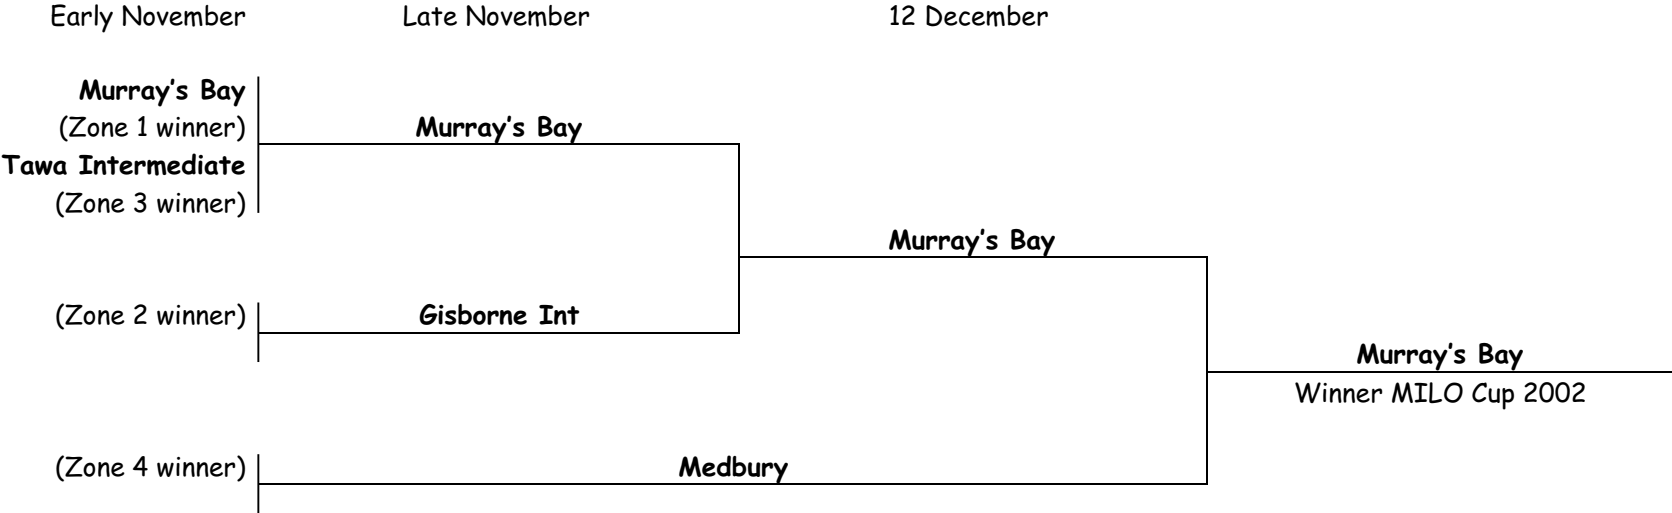 Early November Late November 12 December
Murray's Bay
(Zone 1 winner) Murray's Bay
Tawa Intermediate
(Zone 3 winner)
Murray's Bay
(Zone 2 winner) Gisborne Int
Murray's Bay
Winner MILO Cup 2002
(Zone 4 winner) Medbury